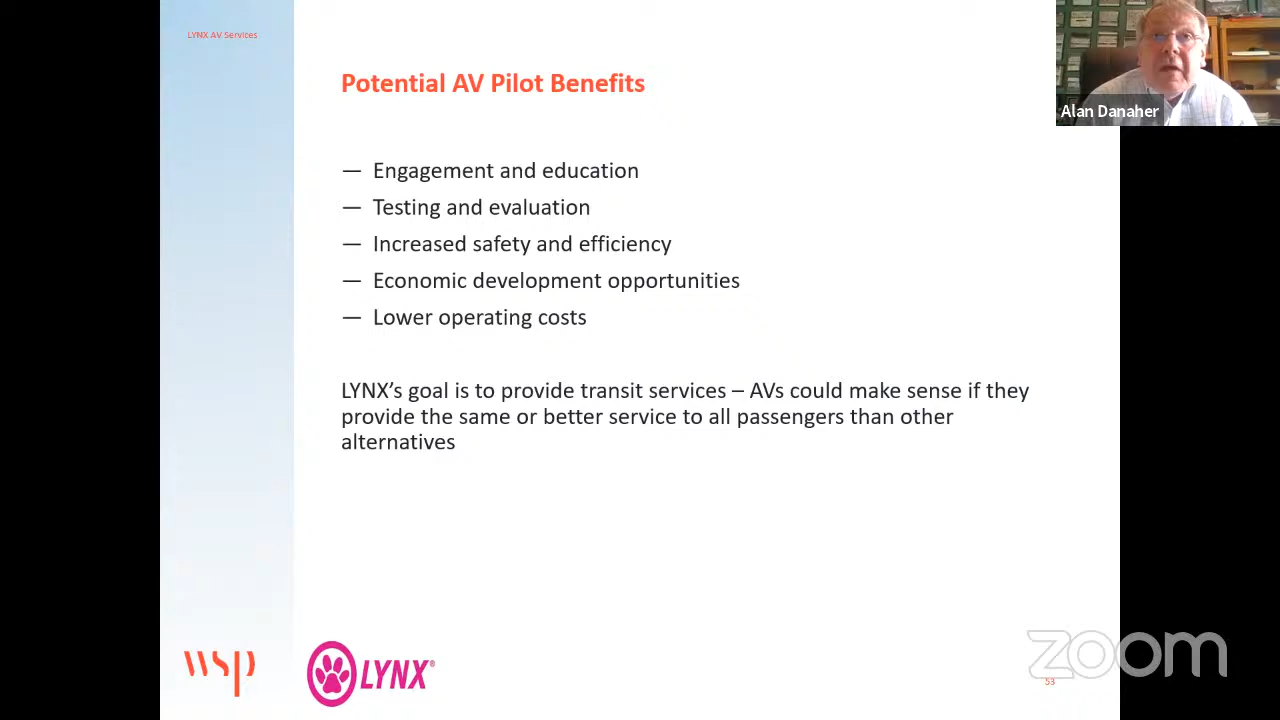 LYNX AV Services
Potential AV Pilot Benefits
Alan Danaher
— Engagement and education
— Testing and evaluation
— Increased safety and efficiency
— Economic development opportunities
— Lower operating costs
LYNX’s goal is to provide transit services – AVs could make sense if they
provide the same or better service to all passengers than other
alternatives
wsp
LYNX®
zoom
53